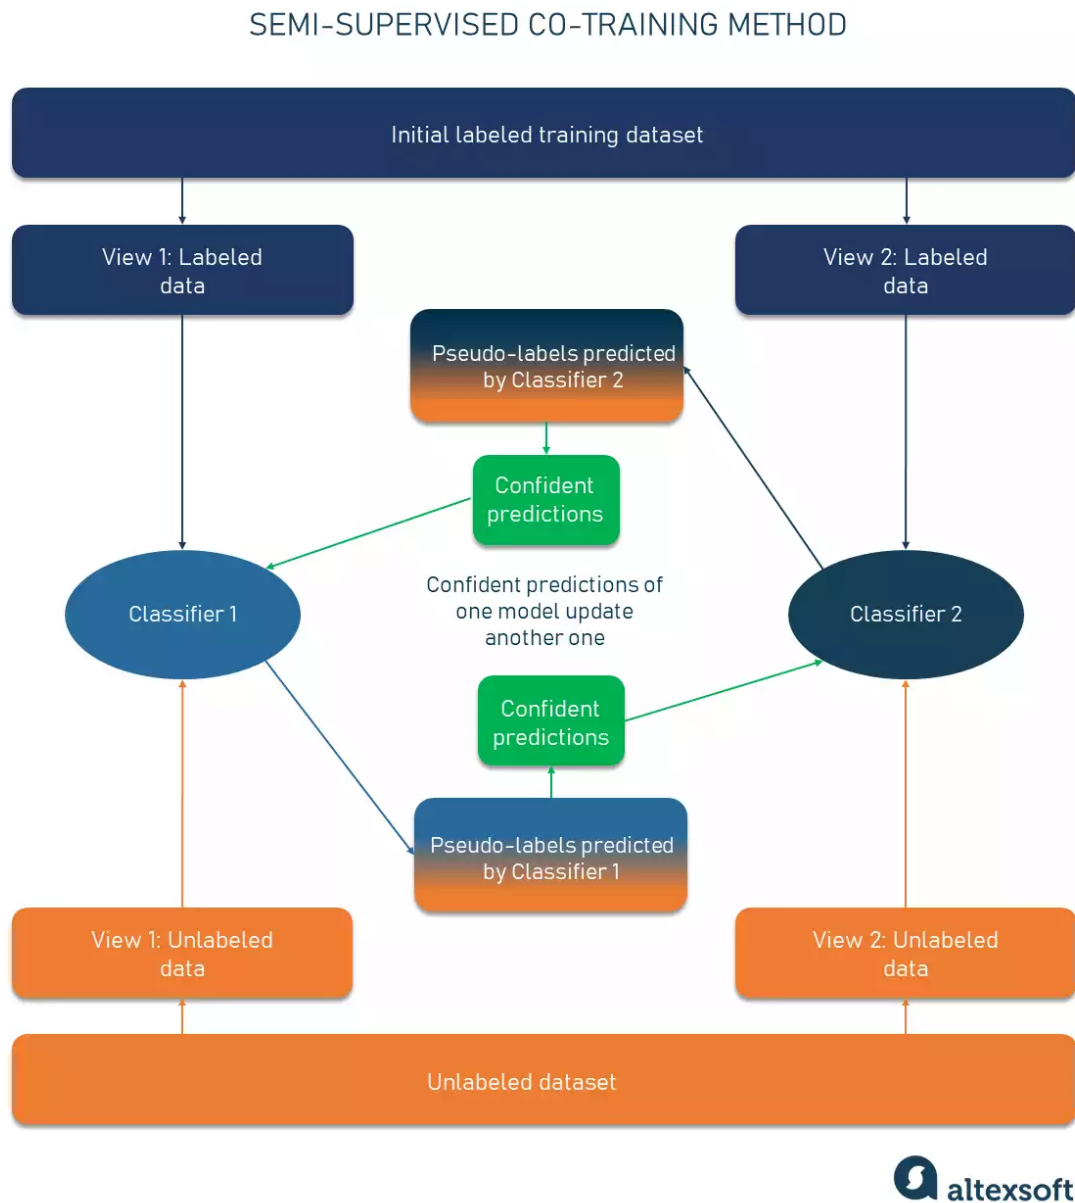 SEMI-SUPERVISED CO-TRAINING METHOD
Initial labeled training dataset
View 1: Labeled
data
View 2: Labeled
data
Pseudo-labels predicted
by Classifier 2
Confident
predictions
Confident predictions of
one model update
another one
Classifier 1
Classifier 2
Confident
predictions
Pseudo-labels predicted
by Classifier 1
View 1: Unlabeled
data
View 2: Unlabeled
data
Unlabeled dataset
altexsoft